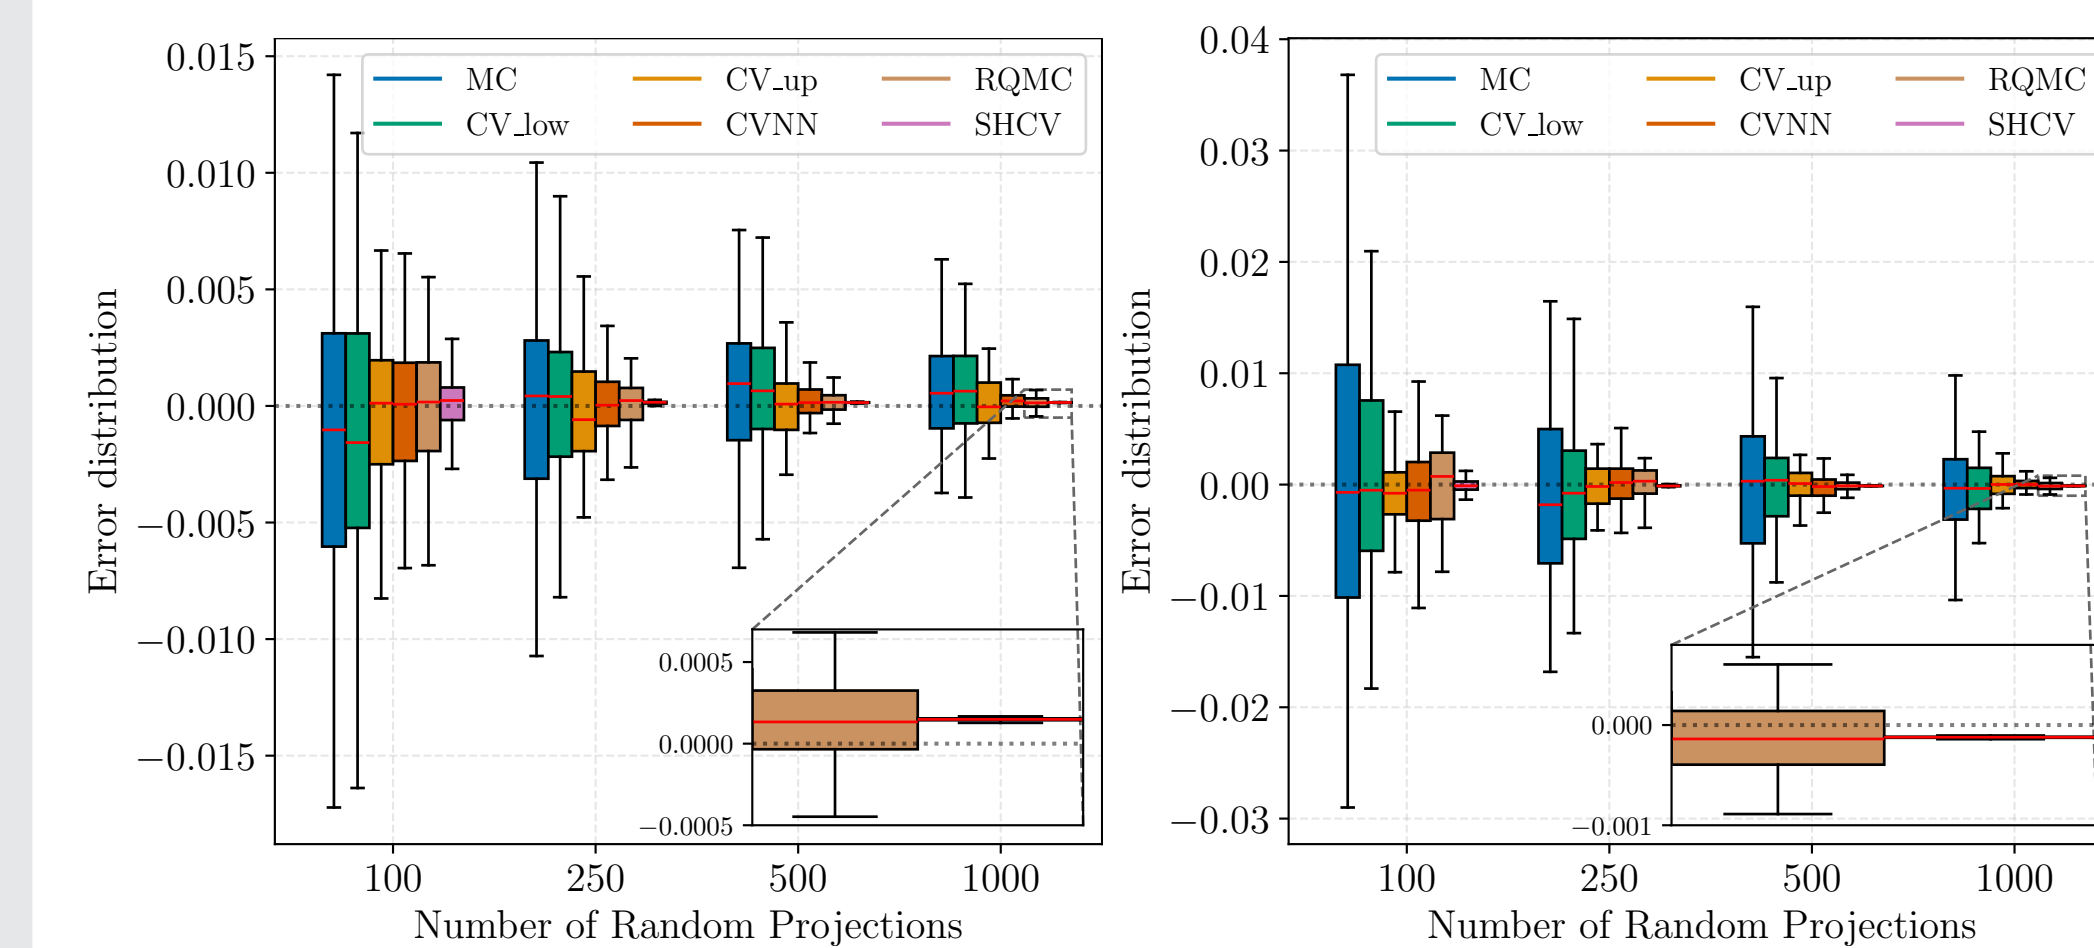 0.015
0.010
0.005
0.000
−0.005
−0.010
−0.015
Error distribution
MC
CV_low
CV_up
CVNN
RQMC
SHCV
0.0005
0.0000
−0.0005
100 250 500 1000
Number of Random Projections
0.04
0.03
0.02
0.01
0.00
−0.01
−0.02
−0.03
Error distribution
MC
CV_low
CV_up
CVNN
RQMC
SHCV
0.000
−0.001
100 250 500 1000
Number of Random Projections